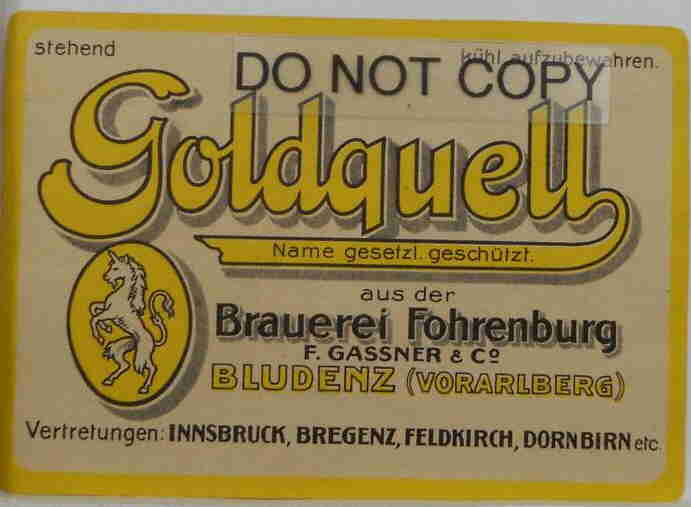 stehend kühl aufzubewahren.
DO NOT COPY
Goldquell
Name gesetzl. geschützt.
aus der
Brauerei Fohrenburg
F. GASSNER & Cº
BLUDENZ (VORARLBERG)
Vertretungen: INNSBRUCK, BREGENZ, FELDKIRCH, DORNBIRN etc.